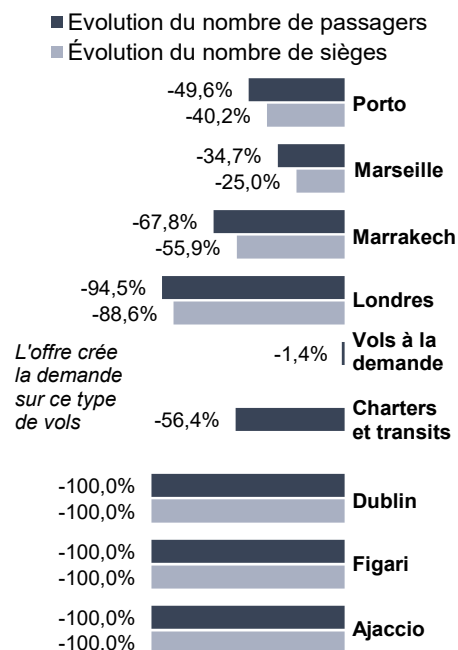 Evolution du nombre de passagers
Évolution du nombre de sièges
-49,6%
-40,2%
Porto
-34,7%
-25,0%
Marseille
-67,8%
-55,9%
Marrakech
-94,5%
-88,6%
Londres
L'offre crée
la demande
sur ce type
de vols
-1,4%
Vols à la
demande
-56,4%
Charters
et transits
-100,0%
-100,0%
Dublin
-100,0%
-100,0%
Figari
-100,0%
-100,0%
Ajaccio